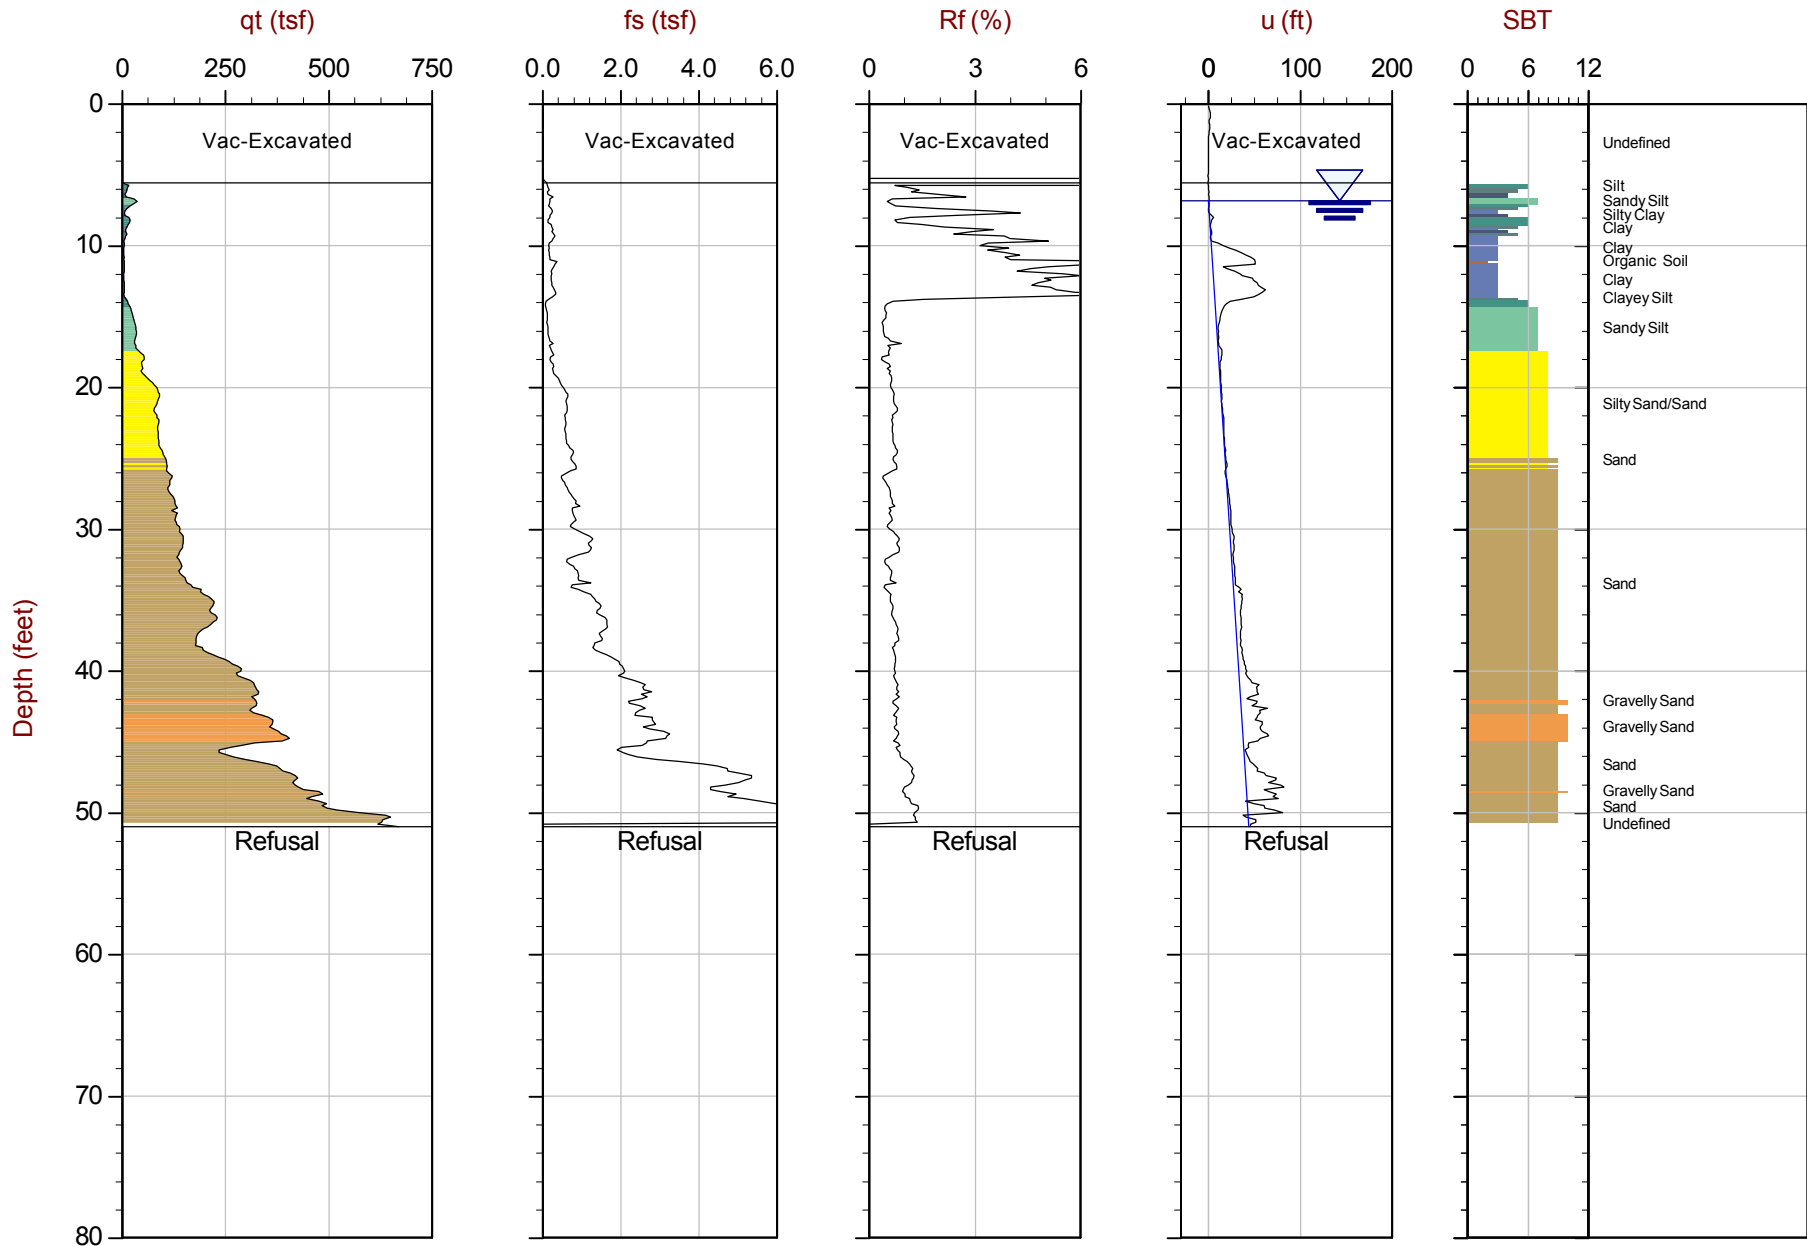 qt (tsf) fs (tsf) Rf (%) u (ft) SBT
0 250 500 750 0.0 2.0 4.0 6.0 0 3 6 0 100 200 0 6 12
0
Vac-Excavated Vac-Excavated Vac-Excavated Vac-Excavated
Undefined
Silt
Sandy Silt
Silty Clay
Clay
10
Clay
Organic Soil
Clay
Clayey Silt
Sandy Silt
20
Silty Sand/Sand
Sand
30
Sand
Depth (feet)
40
Gravelly Sand
Gravelly Sand
Sand
Gravelly Sand
Sand
50
Undefined
Refusal Refusal Refusal Refusal
60
70
80